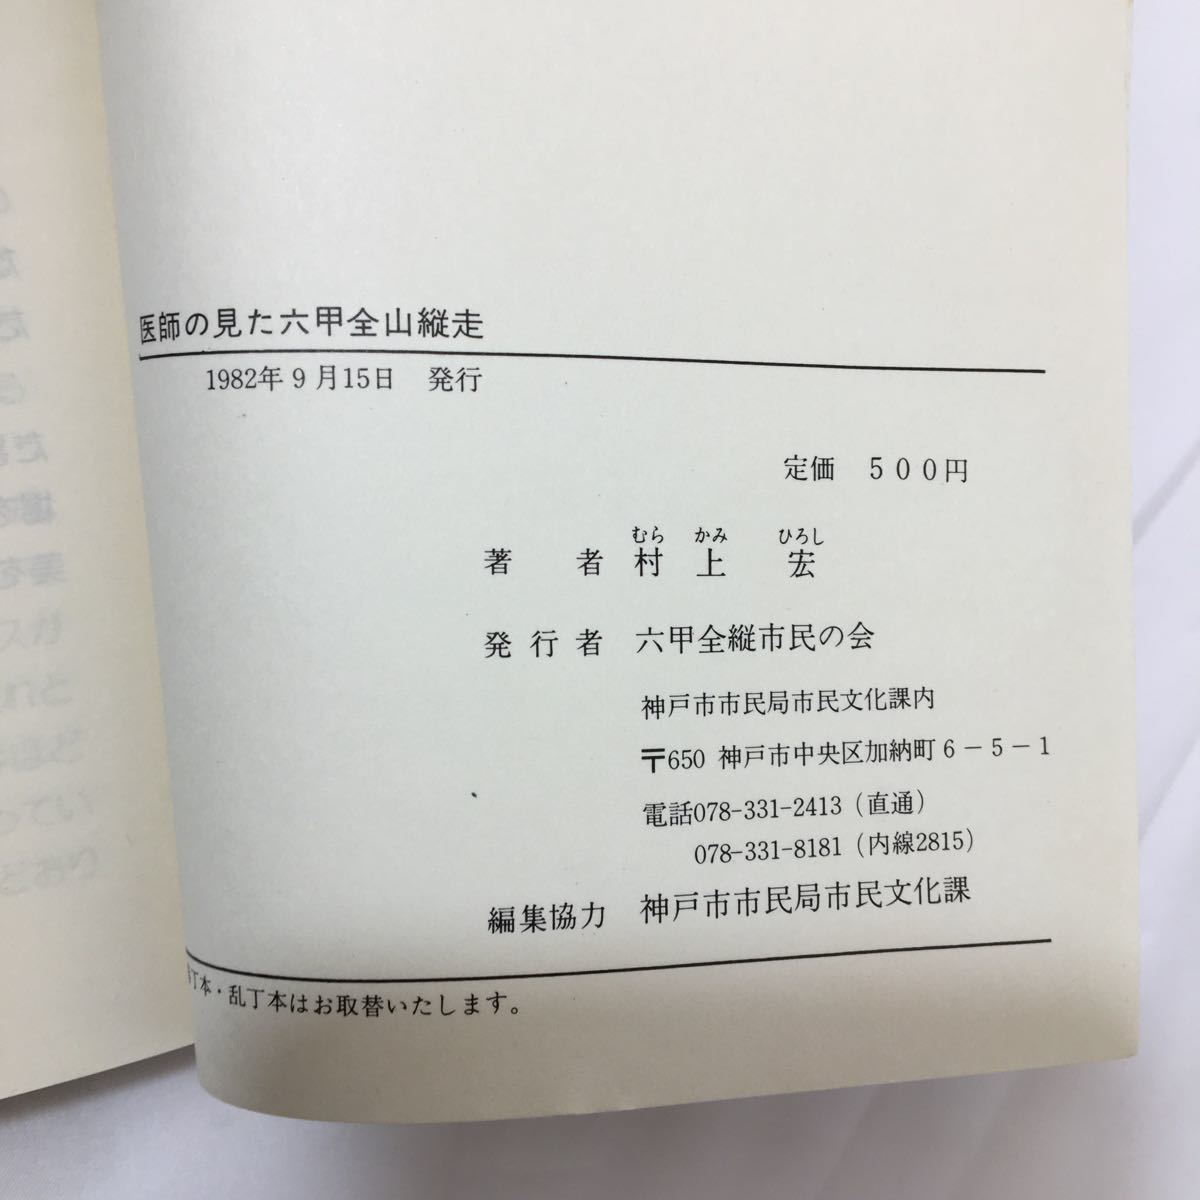 医師の見た六甲全山縦走
1982年9月15日 発行
定価 500円
むら かみ ひろし
著者 村上 宏
発行者 六甲全縦市民の会
神戸市市民局市民文化課内
〒650 神戸市中央区加納町6-5-1
電話078-331-2413(直通)
078-331-8181(内線2815)
編集協力 神戸市市民局市民文化課
丁本・乱丁本はお取替いたします。